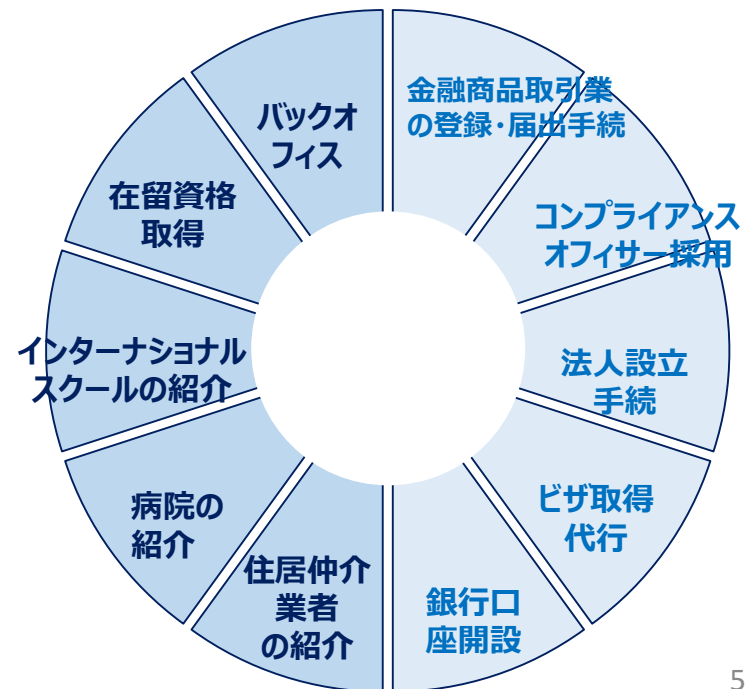 金融商品取引業
の登録・届出手続
コンプライアンス
オフィサー採用
法人設立
手続
ビザ取得
代行
銀行口
座開設
住居仲介
業者
の紹介
病院の
紹介
インターナショナル
スクールの紹介
在留資格
取得
バックオ
フィス
5